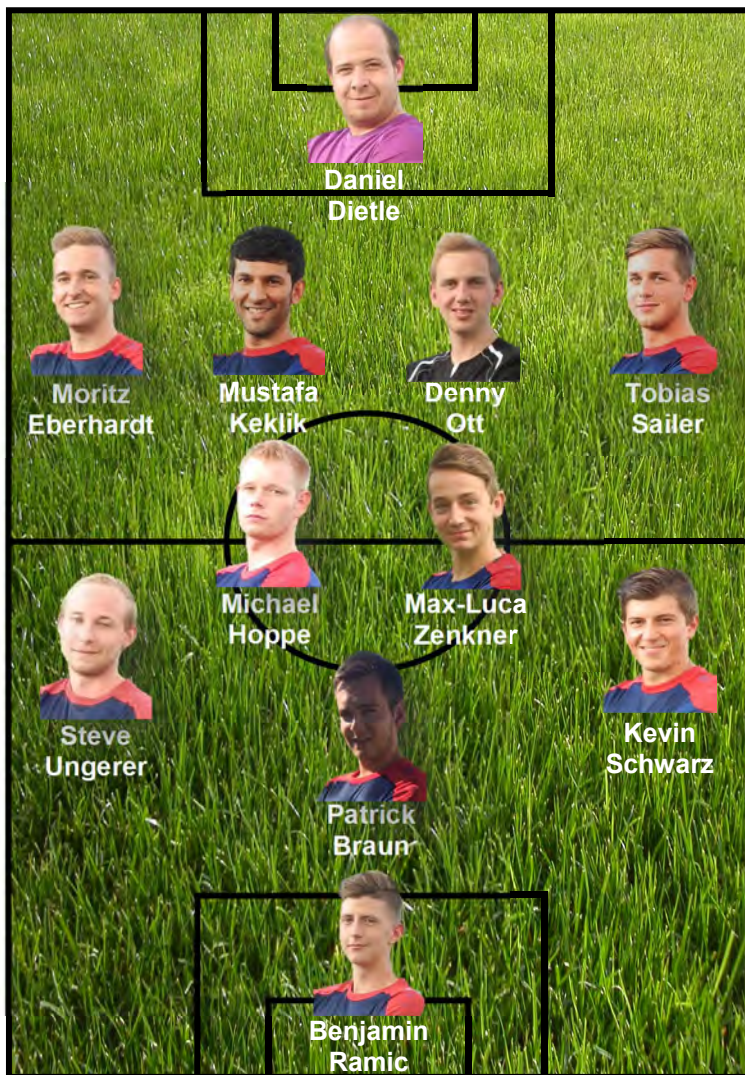 Daniel
Dietle
Moritz
Eberhardt
Mustafa
Keklik
Denny
Ott
Tobias
Sailer
Michael
Hoppe
Max-Luca
Zenkner
Steve
Ungerer
Kevin
Schwarz
Patrick
Braun
Benjamin
Ramic